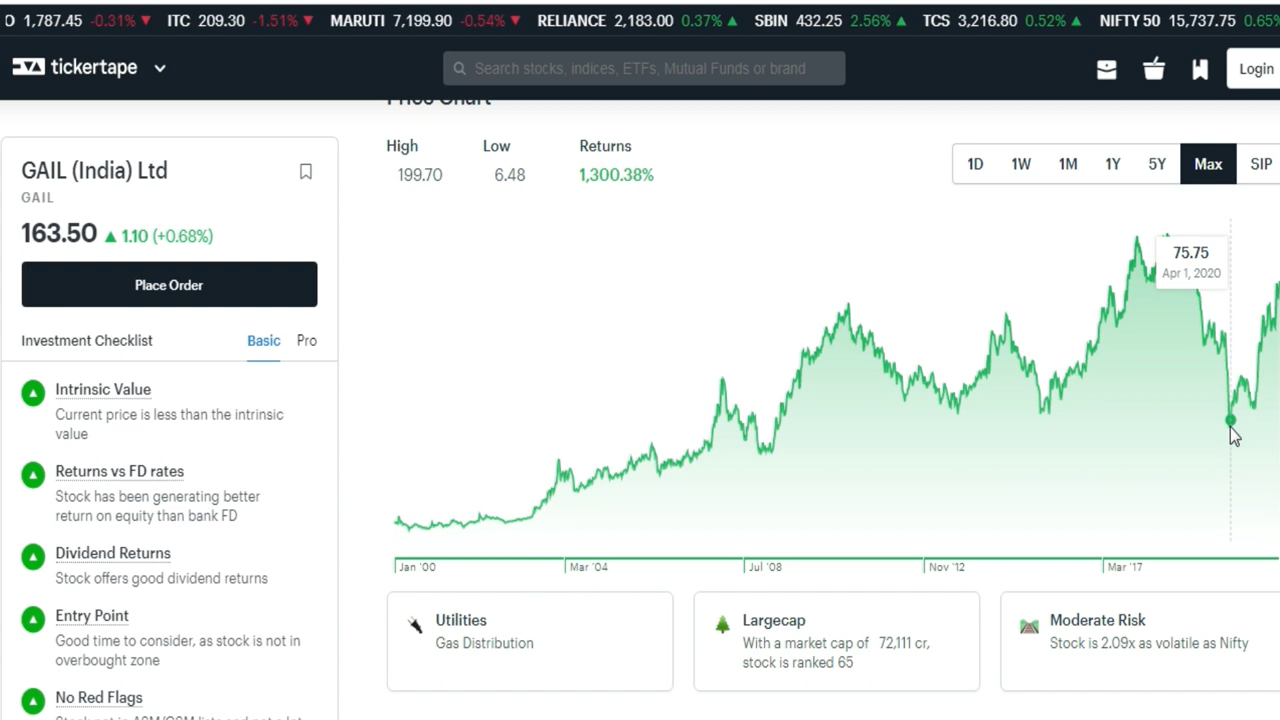 O 1,787.45 -0.31% ▼ ITC 209.30 -1.51% ▼ MARUTI 7,199.90 -0.54% ▼ RELIANCE 2,183.00 0.37% ▲ SBIN 432.25 2.56% ▲ TCS 3,216.80 0.52% ▲ NIFTY 50 15,737.75 0.65%
tickertape
Search stocks, indices, ETFs, Mutual Funds or brand
Login
Price Chart
GAIL (India) Ltd
GAIL
163.50 ▲ 1.10 (+0.68%)
Place Order
Investment Checklist Basic Pro
Intrinsic Value
Current price is less than the intrinsic
value
Returns vs FD rates
Stock has been generating better
return on equity than bank FD
Dividend Returns
Stock offers good dividend returns
Entry Point
Good time to consider, as stock is not in
overbought zone
No Red Flags
High Low Returns
199.70 6.48 1,300.38%
1D 1W 1M 1Y 5Y Max SIP
75.75
Apr 1, 2020
Jan '00 Mar '04 Jul '08 Nov '12 Mar '17
Utilities
Gas Distribution
Largecap
With a market cap of 72,111 cr,
stock is ranked 65
Moderate Risk
Stock is 2.09x as volatile as Nifty